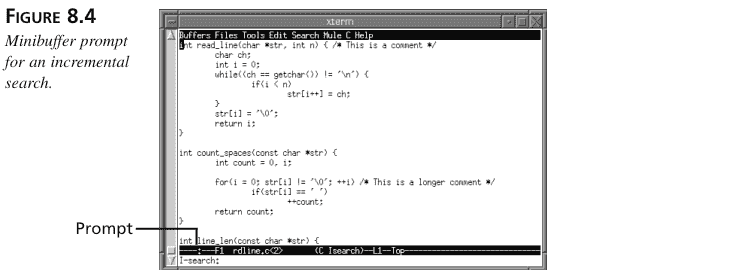 FIGURE 8.4
Minibuffer prompt
for an incremental
search.
xterm
Buffers Files Tools Edit Search Mule C Help
int read_line(char *str, int n) { /* This is a comment */
char ch;
int i = 0;
while((ch == getchar()) != '\n') {
if(i < n)
str[i++] = ch;
}
str[i] = '\0';
return i;
}
int count_spaces(const char *str) {
int count = 0, i;
for(i = 0; str[i] != '\0'; ++i) /* This is a longer comment */
if(str[i] == ' ')
++count;
return count;
}
int line_len(const char *str) {
----:---F1  rdline.c<2>      (C Isearch)--L1--Top----------------------------
I-search:
Prompt